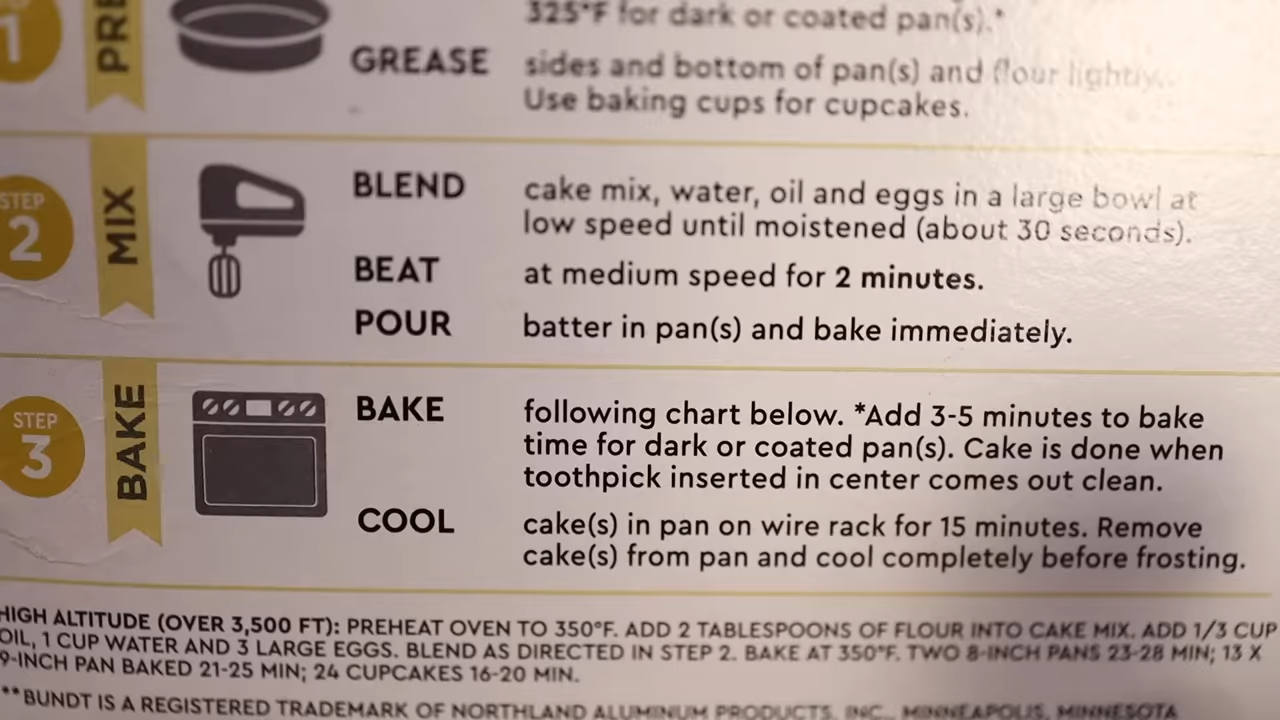 1
PRE
325°F for dark or coated pan(s).*
GREASE
sides and bottom of pan(s) and flour lightly.
Use baking cups for cupcakes.
STEP
2
MIX
BLEND
cake mix, water, oil and eggs in a large bowl at
low speed until moistened (about 30 seconds).
BEAT
at medium speed for 2 minutes.
POUR
batter in pan(s) and bake immediately.
STEP
3
BAKE
BAKE
following chart below. *Add 3-5 minutes to bake
time for dark or coated pan(s). Cake is done when
toothpick inserted in center comes out clean.
COOL
cake(s) in pan on wire rack for 15 minutes. Remove
cake(s) from pan and cool completely before frosting.
HIGH ALTITUDE (OVER 3,500 FT): PREHEAT OVEN TO 350°F. ADD 2 TABLESPOONS OF FLOUR INTO CAKE MIX. ADD 1/3 CUP
OIL, 1 CUP WATER AND 3 LARGE EGGS. BLEND AS DIRECTED IN STEP 2. BAKE AT 350°F. TWO 8-INCH PANS 23-28 MIN; 13 X
9-INCH PAN BAKED 21-25 MIN; 24 CUPCAKES 16-20 MIN.
**BUNDT IS A REGISTERED TRADEMARK OF NORTHLAND ALUMINUM PRODUCTS, INC., MINNEAPOLIS, MINNESOTA